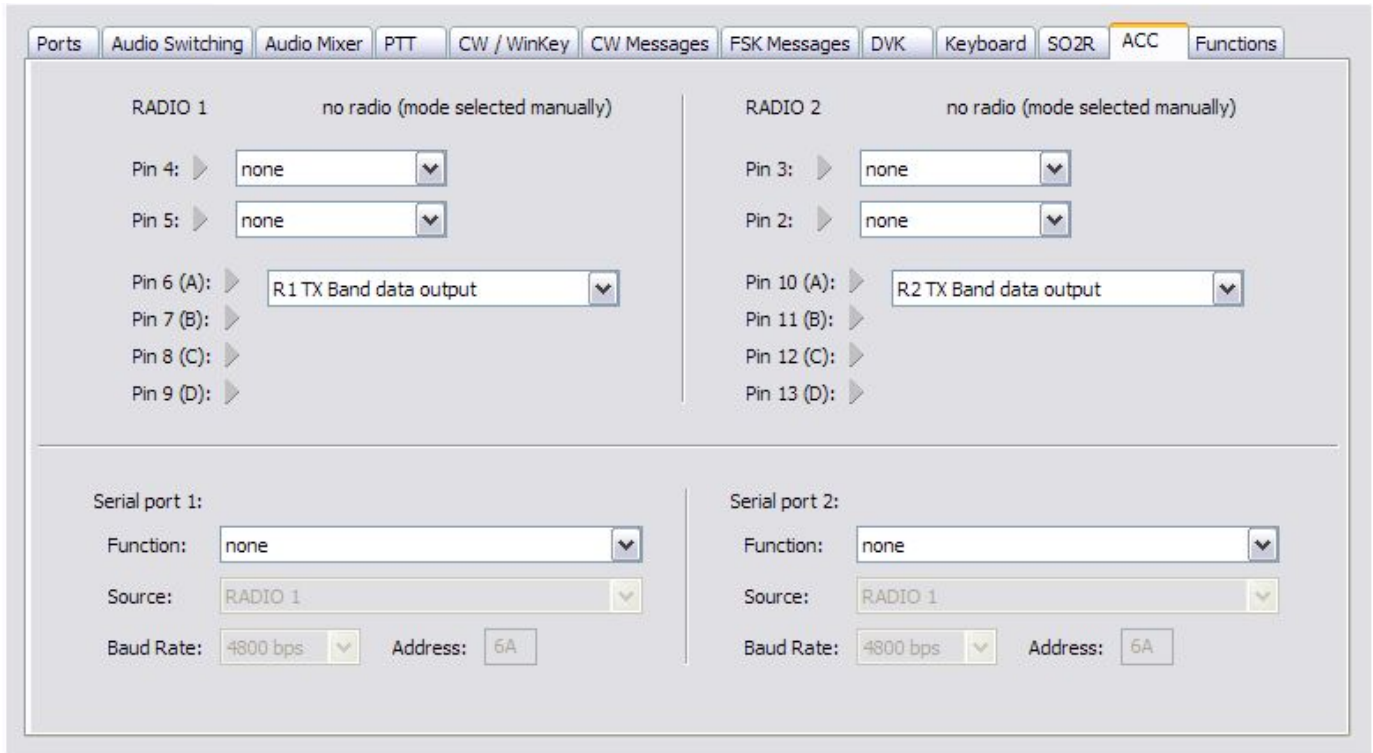 Ports Audio Switching Audio Mixer PTT CW / WinKey CW Messages FSK Messages DVK Keyboard SO2R ACC Functions
RADIO 1 no radio (mode selected manually)
Pin 4: none
Pin 5: none
Pin 6 (A): R1 TX Band data output
Pin 7 (B):
Pin 8 (C):
Pin 9 (D):
RADIO 2 no radio (mode selected manually)
Pin 3: none
Pin 2: none
Pin 10 (A): R2 TX Band data output
Pin 11 (B):
Pin 12 (C):
Pin 13 (D):
Serial port 1:
Function: none
Source: RADIO 1
Baud Rate: 4800 bps Address: 6A
Serial port 2:
Function: none
Source: RADIO 1
Baud Rate: 4800 bps Address: 6A